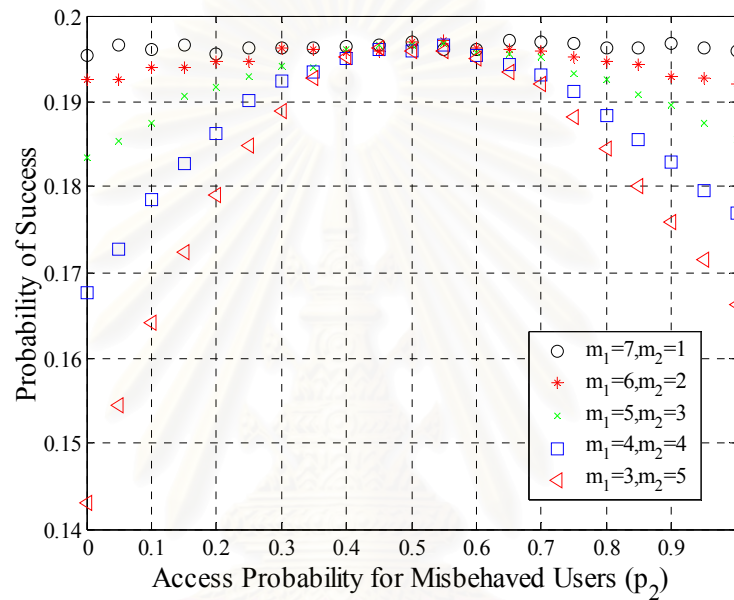 0.2
0.19
0.18
0.17
0.16
0.15
0.14
Probability of Success
m₁=7,m₂=1
m₁=6,m₂=2
m₁=5,m₂=3
m₁=4,m₂=4
m₁=3,m₂=5
0 0.1 0.2 0.3 0.4 0.5 0.6 0.7 0.8 0.9
Access Probability for Misbehaved Users (p₂)